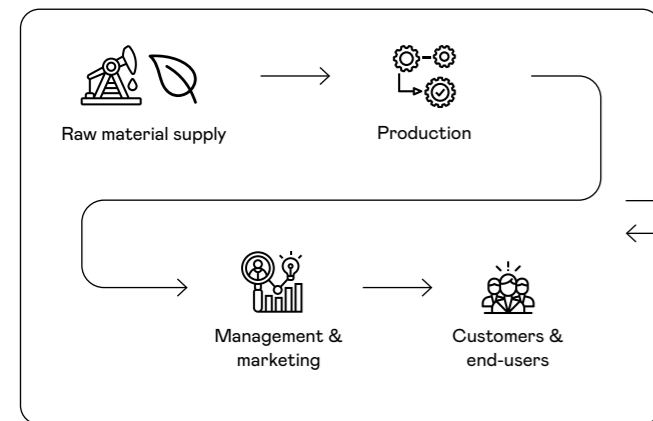 Raw material supply
Production
Management &
marketing
Customers &
end-users